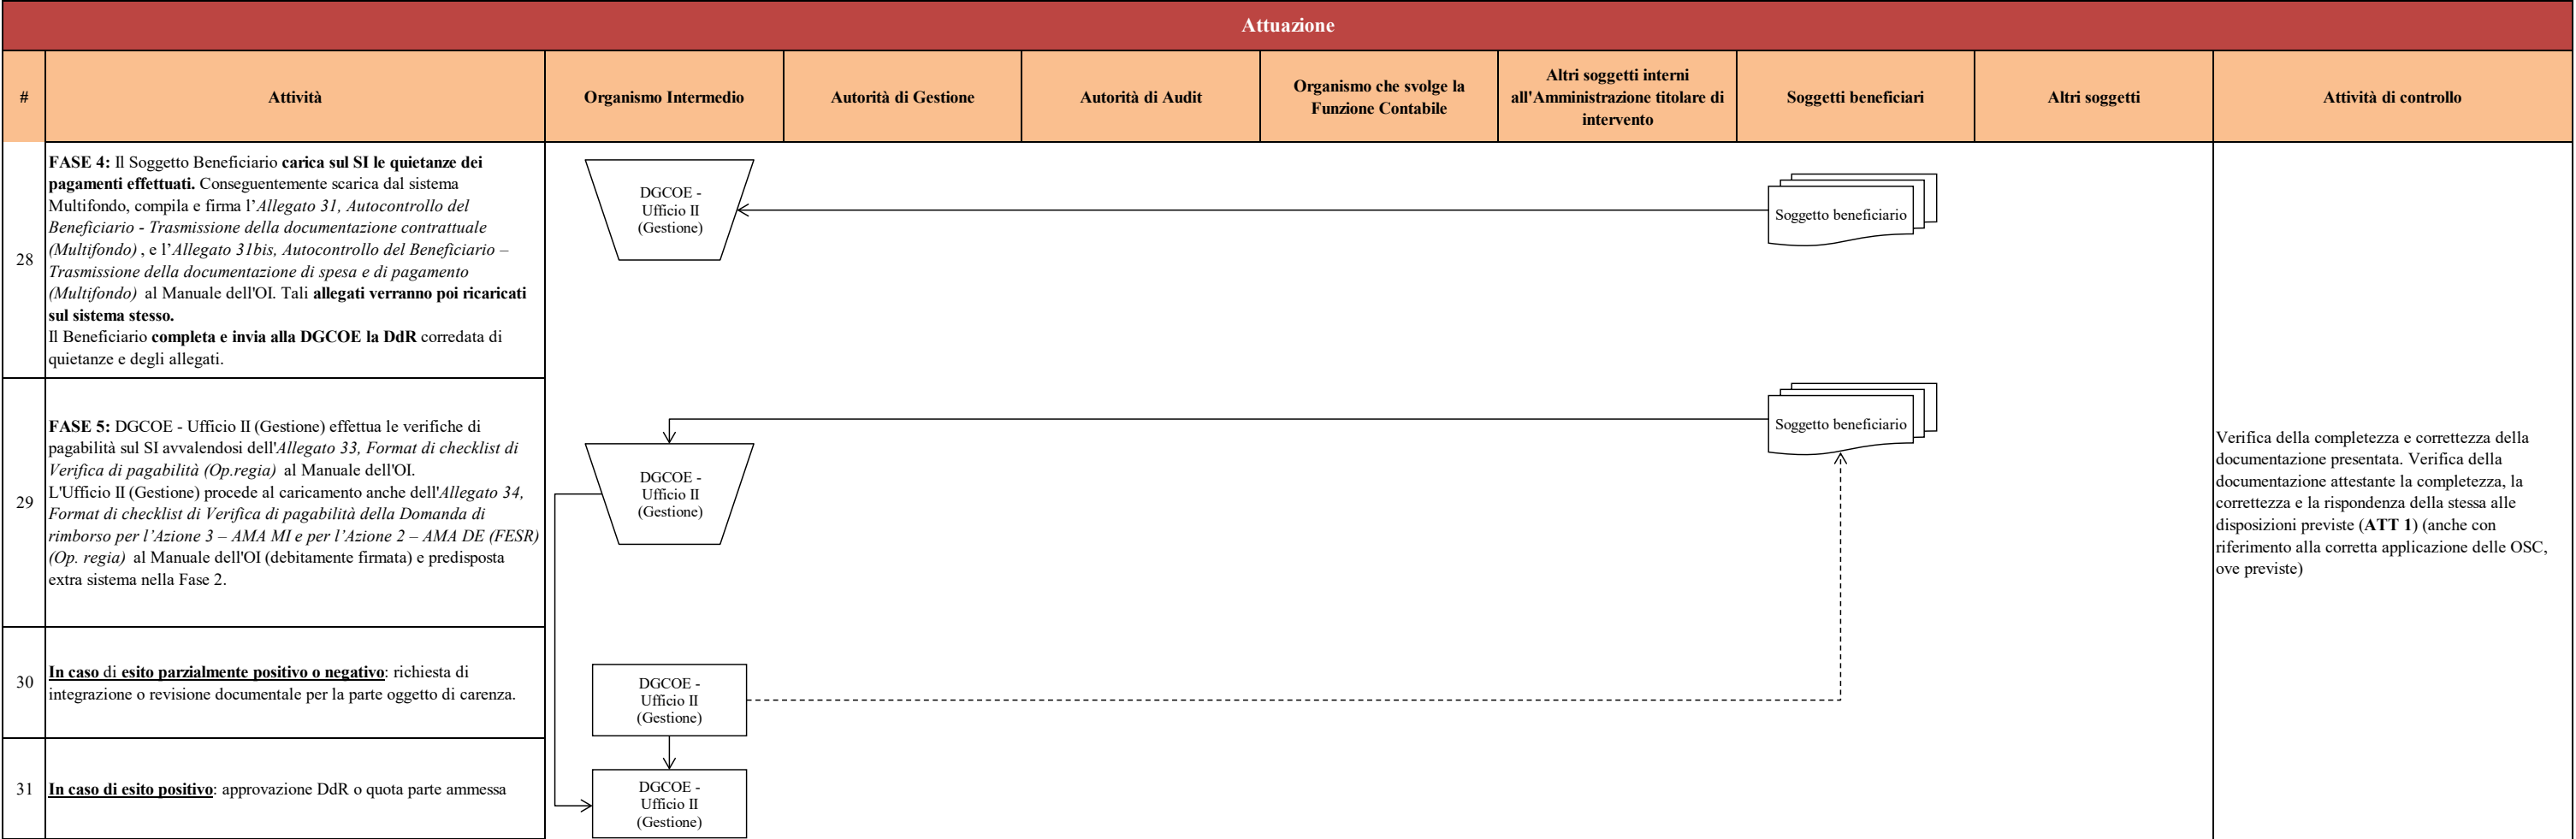 Attuazione
#
Attività
Organismo Intermedio
Autorità di Gestione
Autorità di Audit
Organismo che svolge la
Funzione Contabile
Altri soggetti interni
all'Amministrazione titolare di
intervento
Soggetti beneficiari
Altri soggetti
Attività di controllo
28
FASE 4: Il Soggetto Beneficiario carica sul SI le quietanze dei
pagamenti effettuati. Conseguentemente scarica dal sistema
Multifondo, compila e firma l’Allegato 31, Autocontrollo del
Beneficiario - Trasmissione della documentazione contrattuale
(Multifondo) , e l’Allegato 31bis, Autocontrollo del Beneficiario –
Trasmissione della documentazione di spesa e di pagamento
(Multifondo) al Manuale dell'OI. Tali allegati verranno poi ricaricati
sul sistema stesso.
Il Beneficiario completa e invia alla DGCOE la DdR corredata di
quietanze e degli allegati.
DGCOE -
Ufficio II
(Gestione)
Soggetto beneficiario
29
FASE 5: DGCOE - Ufficio II (Gestione) effettua le verifiche di
pagabilità sul SI avvalendosi dell'Allegato 33, Format di checklist di
Verifica di pagabilità (Op.regia) al Manuale dell'OI.
L'Ufficio II (Gestione) procede al caricamento anche dell'Allegato 34,
Format di checklist di Verifica di pagabilità della Domanda di
rimborso per l’Azione 3 – AMA MI e per l’Azione 2 – AMA DE (FESR)
(Op. regia) al Manuale dell'OI (debitamente firmata) e predisposta
extra sistema nella Fase 2.
DGCOE -
Ufficio II
(Gestione)
Soggetto beneficiario
Verifica della completezza e correttezza della
documentazione presentata. Verifica della
documentazione attestante la completezza, la
correttezza e la rispondenza della stessa alle
disposizioni previste (ATT 1) (anche con
riferimento alla corretta applicazione delle OSC,
ove previste)
30
In caso di esito parzialmente positivo o negativo: richiesta di
integrazione o revisione documentale per la parte oggetto di carenza.
DGCOE -
Ufficio II
(Gestione)
31
In caso di esito positivo: approvazione DdR o quota parte ammessa
DGCOE -
Ufficio II
(Gestione)